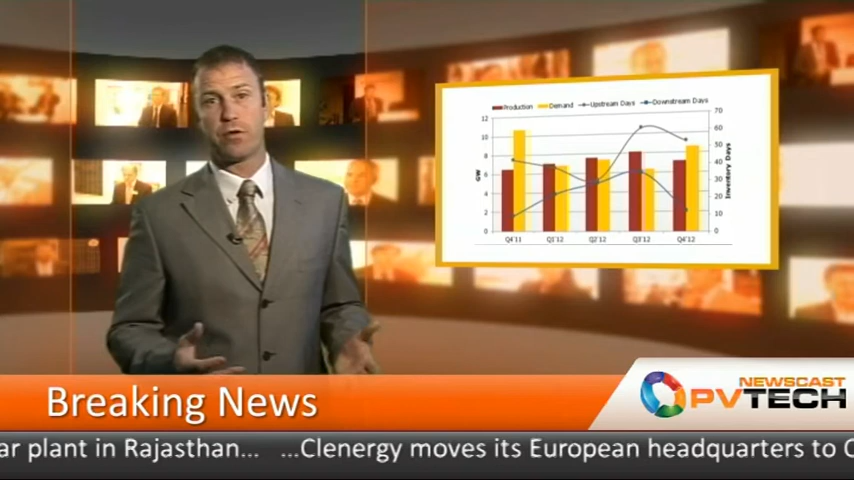 Production Demand Upstream Days Downstream Days
12
10
8
6
4
2
0
GW
70
60
50
40
30
20
10
0
Inventory Days
Q4'11 Q1'12 Q2'12 Q3'12 Q4'12
Breaking News
NEWSCAST
PVTECH
ar plant in Rajasthan... ...Clenergy moves its European headquarters to